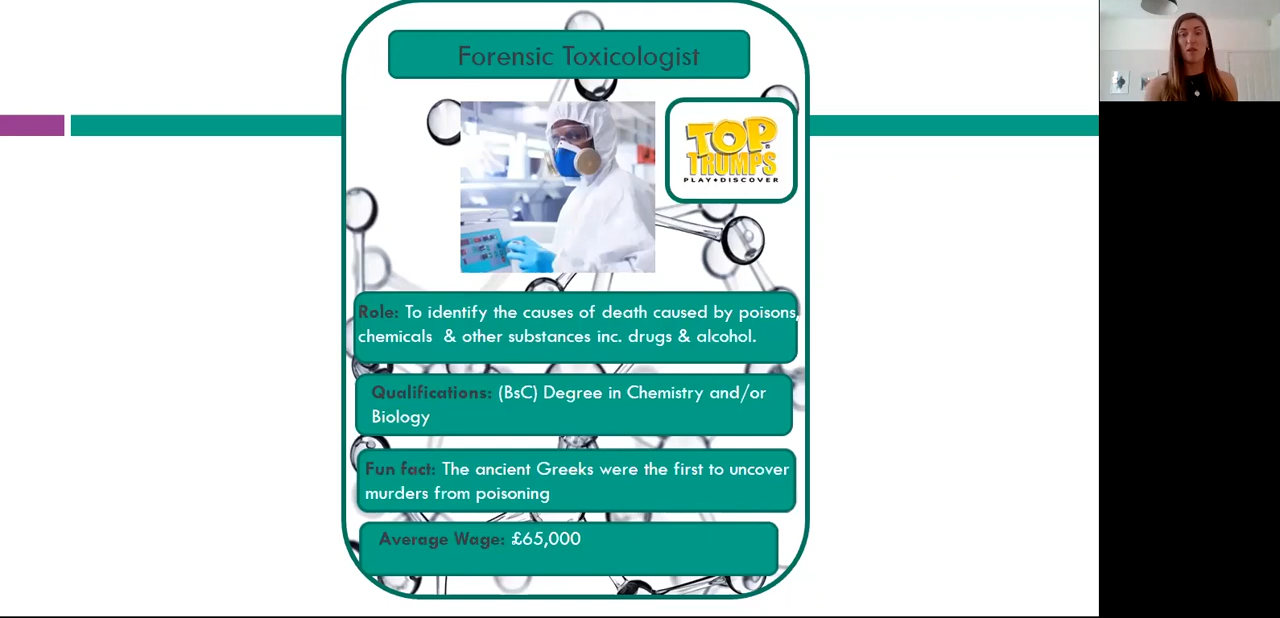 Forensic Toxicologist
TOP
TRUMPS
PLAY•DISCOVER
Role: To identify the causes of death caused by poisons,
chemicals & other substances inc. drugs & alcohol.
Qualifications: (BsC) Degree in Chemistry and/or
Biology
Fun fact: The ancient Greeks were the first to uncover
murders from poisoning
Average Wage: £65,000